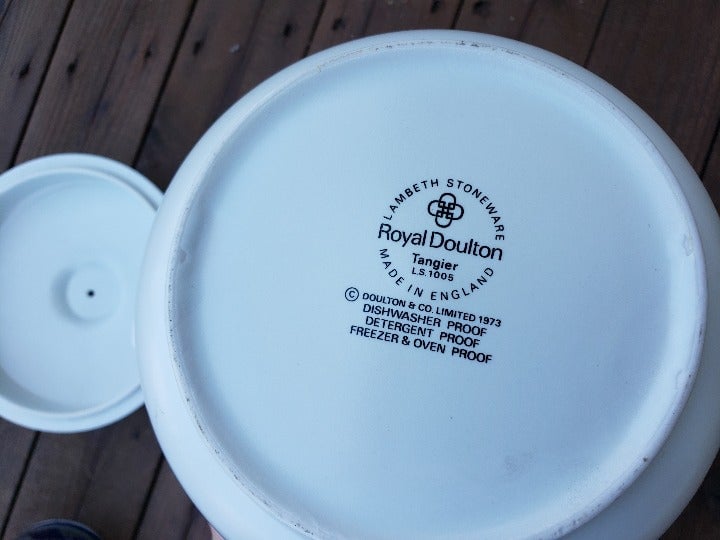 LAMBETH STONEWARE
Royal Doulton
Tangier
L.S.1005
MADE IN ENGLAND
© DOULTON & CO. LIMITED 1973
DISHWASHER PROOF
DETERGENT PROOF
FREEZER & OVEN PROOF